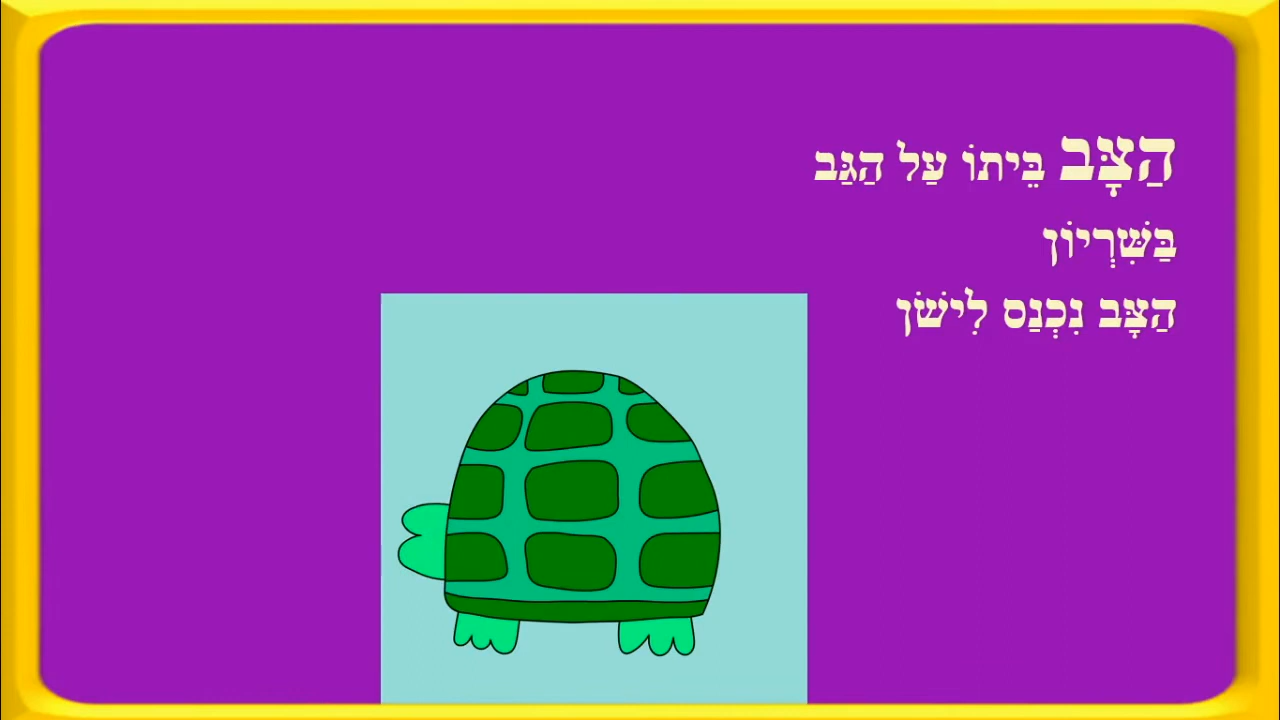 הַצָּב בֵּיתוֹ עַל הַגַּב
בַּשִּׁרְיוֹן
הַצָּב נִכְנַס לִישֹׁן